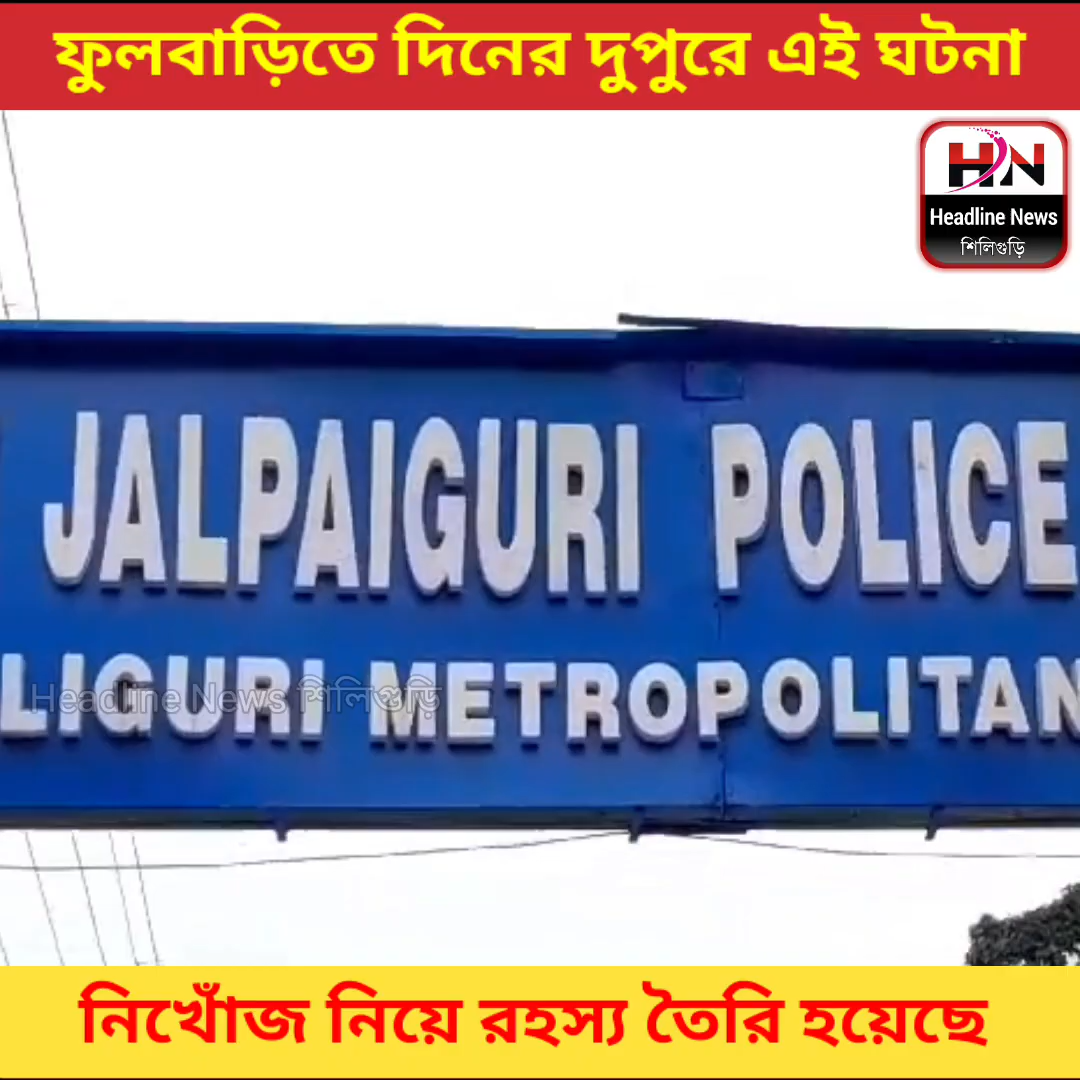 ফুলবাড়িতে দিনের দুপুরে এই ঘটনা
HN
Headline News
শিলিগুড়ি
JALPAIGURI POLICE
LIGURI METROPOLITAN
Headline News শিলিগুড়ি
নিখোঁজ নিয়ে রহস্য তৈরি হয়েছে